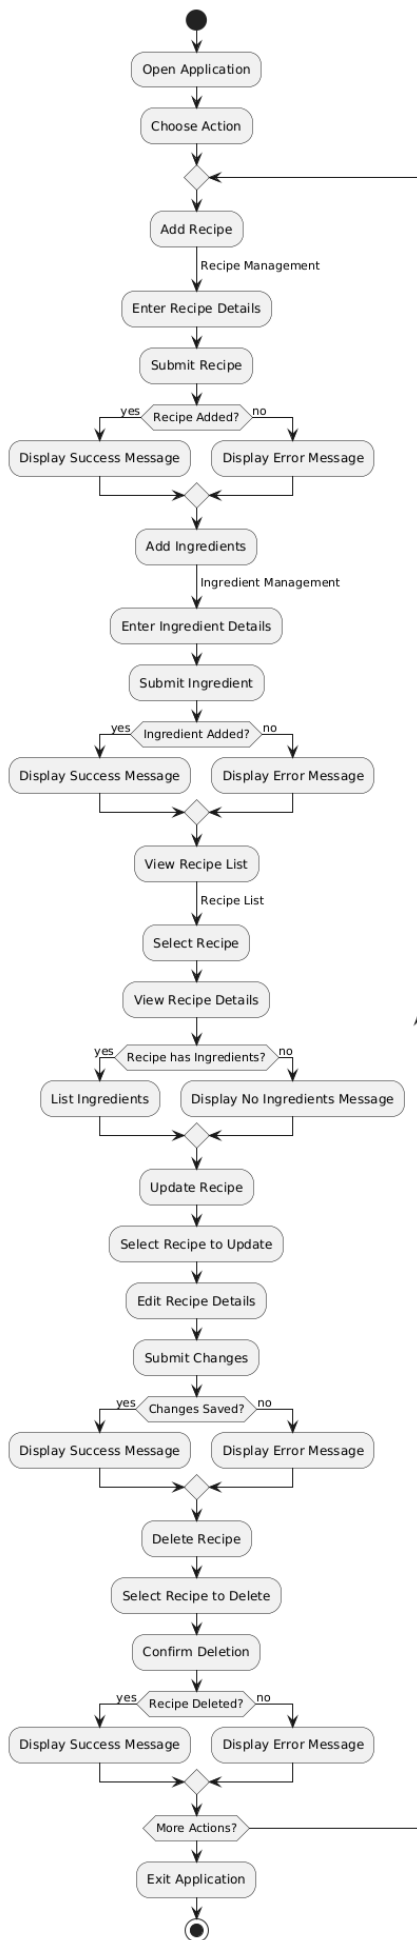 Open Application
Choose Action
Add Recipe
Recipe Management
Enter Recipe Details
Submit Recipe
yes Recipe Added? no
Display Success Message Display Error Message
Add Ingredients
Ingredient Management
Enter Ingredient Details
Submit Ingredient
yes Ingredient Added? no
Display Success Message Display Error Message
View Recipe List
Recipe List
Select Recipe
View Recipe Details
yes Recipe has Ingredients? no
List Ingredients Display No Ingredients Message
Update Recipe
Select Recipe to Update
Edit Recipe Details
Submit Changes
yes Changes Saved? no
Display Success Message Display Error Message
Delete Recipe
Select Recipe to Delete
Confirm Deletion
yes Recipe Deleted? no
Display Success Message Display Error Message
More Actions?
Exit Application